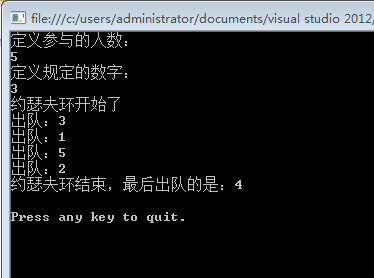 file:///c:/users/administrator/documents/visual studio 2012/
定义参与的人数：
5
定义规定的数字：
3
约瑟夫环开始了
出队：3
出队：1
出队：5
出队：2
约瑟夫环结束，最后出队的是：4
Press any key to quit.